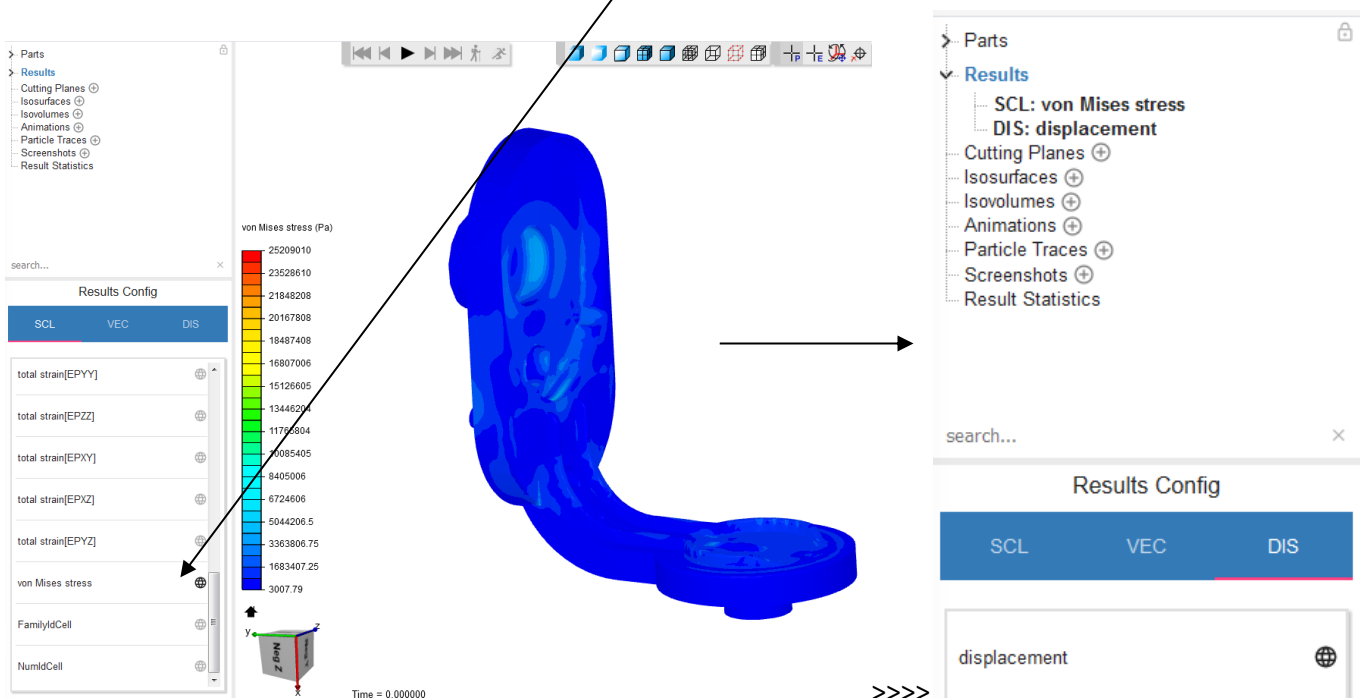 Parts
Results
Cutting Planes
Isosurfaces
Isovolumes
Animations
Particle Traces
Screenshots
Result Statistics
search...
Results Config
SCL VEC DIS
total strain[EPYY]
total strain[EPZZ]
total strain[EPXY]
total strain[EPXZ]
total strain[EPYZ]
von Mises stress
FamilyIdCell
NumIdCell
P E
von Mises stress (Pa)
25209010
23528610
21848208
20167808
18487408
16807006
15126605
13446204
11765804
10085405
8405006
6724606
5044206.5
3363806.75
1683407.25
3007.79
y z
Neg Z
x
Time = 0.000000
>>>>
Parts
Results
SCL: von Mises stress
DIS: displacement
Cutting Planes
Isosurfaces
Isovolumes
Animations
Particle Traces
Screenshots
Result Statistics
search...
Results Config
SCL VEC DIS
displacement